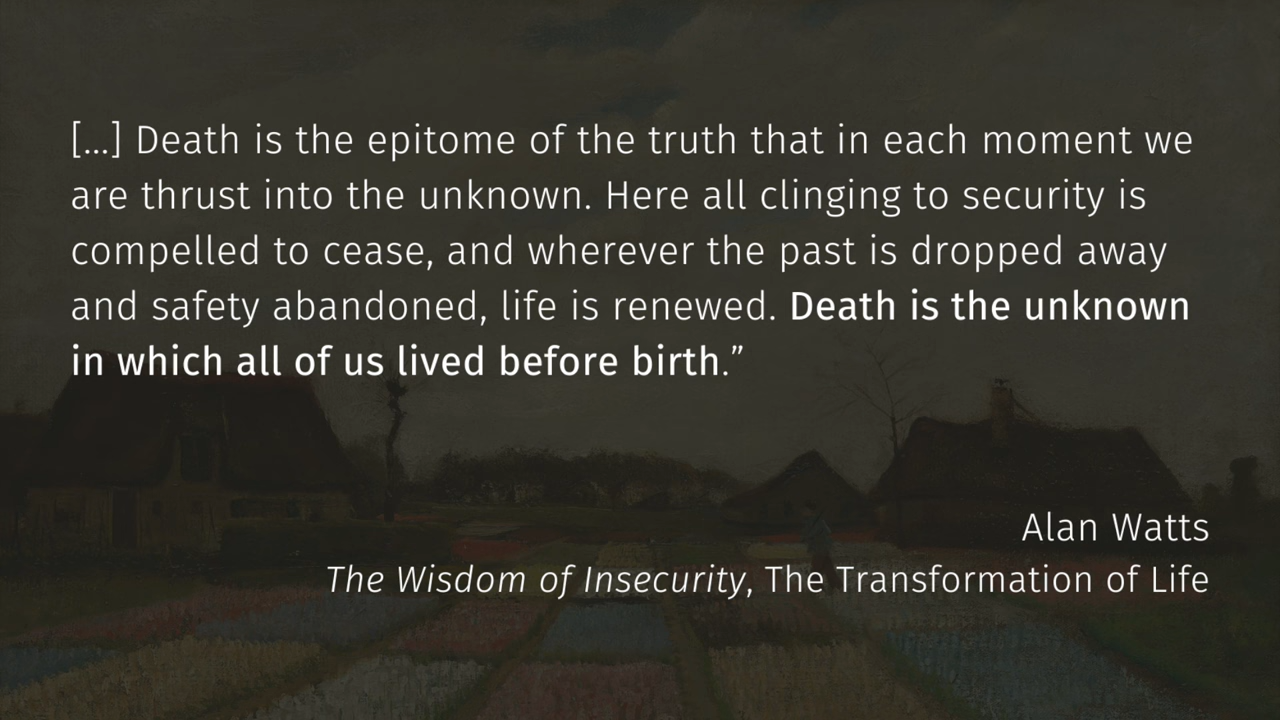 [...] Death is the epitome of the truth that in each moment we
are thrust into the unknown. Here all clinging to security is
compelled to cease, and wherever the past is dropped away
and safety abandoned, life is renewed. Death is the unknown
in which all of us lived before birth.”
Alan Watts
The Wisdom of Insecurity, The Transformation of Life